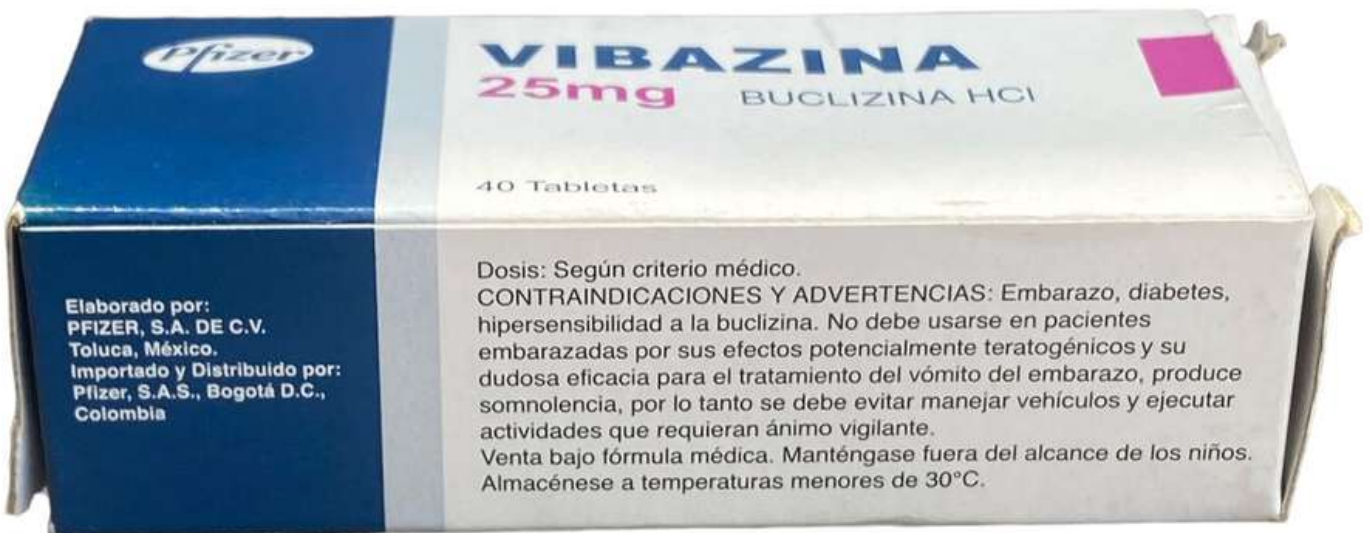 Pfizer
VIBAZINA
25mg BUCLIZINA HCl
40 Tabletas
Elaborado por:
PFIZER, S.A. DE C.V.
Toluca, México.
Importado y Distribuido por:
Pfizer, S.A.S., Bogotá D.C.,
Colombia
Dosis: Según criterio médico.
CONTRAINDICACIONES Y ADVERTENCIAS: Embarazo, diabetes,
hipersensibilidad a la buclizina. No debe usarse en pacientes
embarazadas por sus efectos potencialmente teratogénicos y su
dudosa eficacia para el tratamiento del vómito del embarazo, produce
somnolencia, por lo tanto se debe evitar manejar vehículos y ejecutar
actividades que requieran ánimo vigilante.
Venta bajo fórmula médica. Manténgase fuera del alcance de los niños.
Almacénese a temperaturas menores de 30°C.